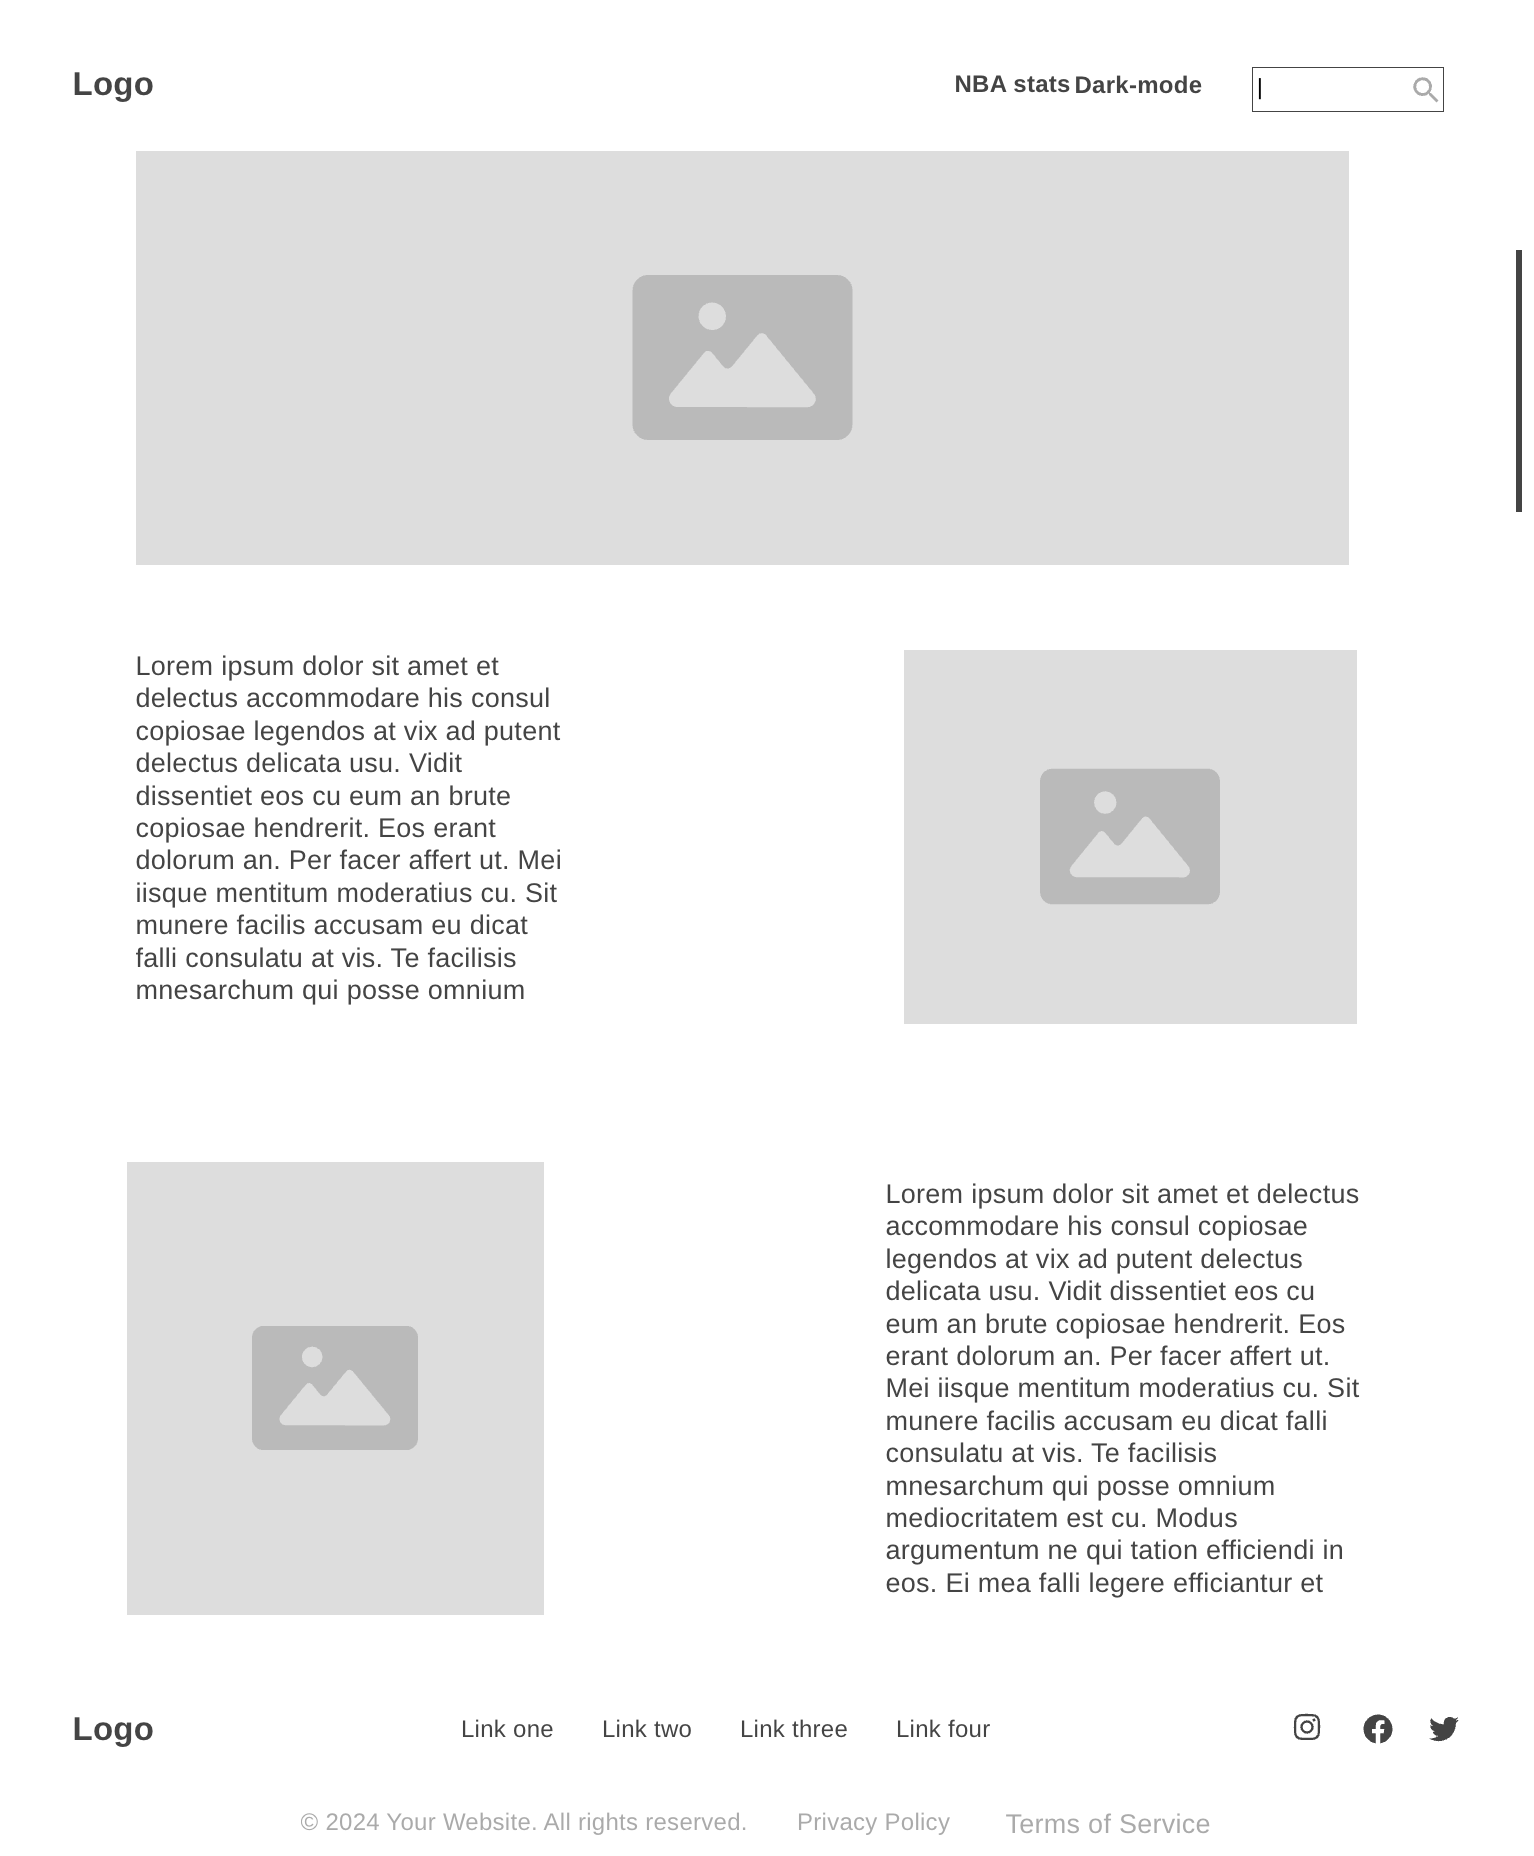 Logo
NBA stats Dark-mode
Lorem ipsum dolor sit amet et
delectus accommodare his consul
copiosae legendos at vix ad putent
delectus delicata usu. Vidit
dissentiet eos cu eum an brute
copiosae hendrerit. Eos erant
dolorum an. Per facer affert ut. Mei
iisque mentitum moderatius cu. Sit
munere facilis accusam eu dicat
falli consulatu at vis. Te facilisis
mnesarchum qui posse omnium
Lorem ipsum dolor sit amet et delectus
accommodare his consul copiosae
legendos at vix ad putent delectus
delicata usu. Vidit dissentiet eos cu
eum an brute copiosae hendrerit. Eos
erant dolorum an. Per facer affert ut.
Mei iisque mentitum moderatius cu. Sit
munere facilis accusam eu dicat falli
consulatu at vis. Te facilisis
mnesarchum qui posse omnium
mediocritatem est cu. Modus
argumentum ne qui tation efficiendi in
eos. Ei mea falli legere efficiantur et
Logo
Link one Link two Link three Link four
© 2024 Your Website. All rights reserved. Privacy Policy Terms of Service